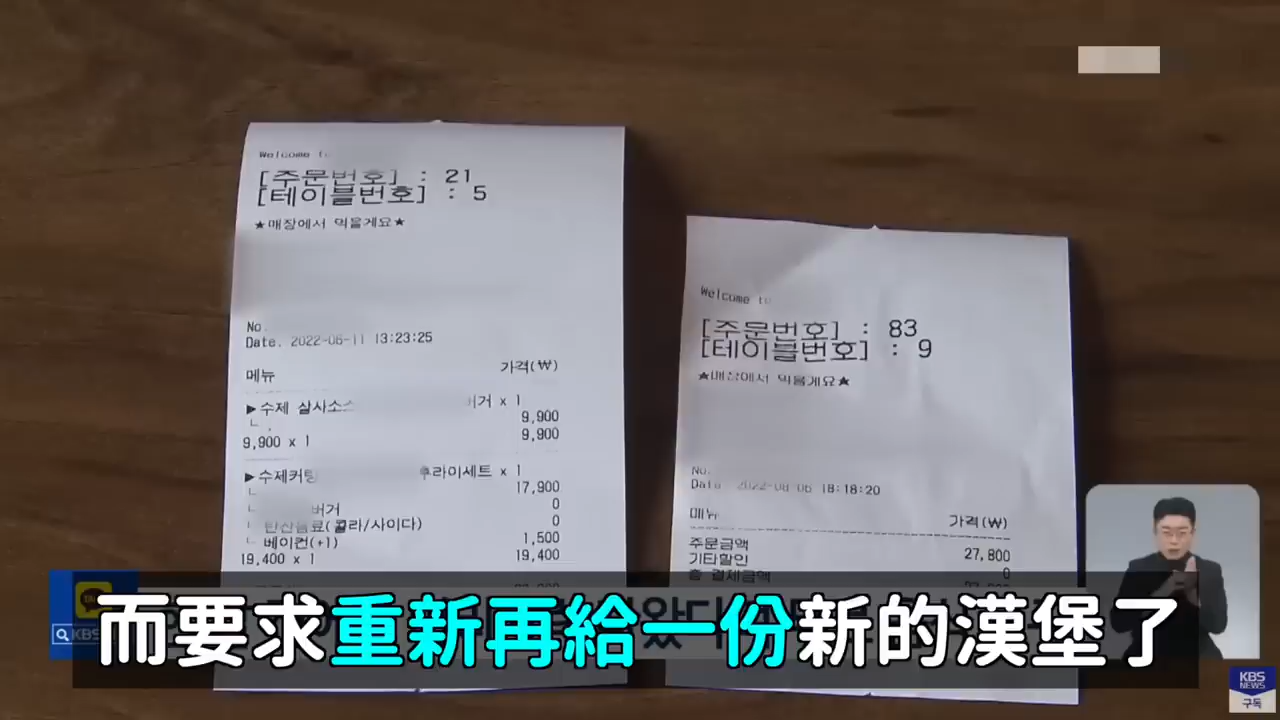 Welcome to
[주문번호] : 21
[테이블번호] : 5
★매장에서 먹을게요★
No.
Date. 2022-06-11 13:23:25
메뉴 가격(₩)
▶수제 살사소스 버거 x 1
9,900
9,900 x 1 9,900
▶수제커팅 후라이세트 x 1
17,900
버거 0
탄산음료(콜라/사이다) 0
베이컨(+1) 1,500
19,400 x 1 19,400
Welcome to
[주문번호] : 83
[테이블번호] : 9
★매장에서 먹을게요★
No.
Date. 2022-08-06 18:18:20
메뉴 가격(₩)
주문금액 27,800
기타할인 0
총 결제금액
KBS
而要求重新再給一份新的漢堡了
KBS
NEWS
구독